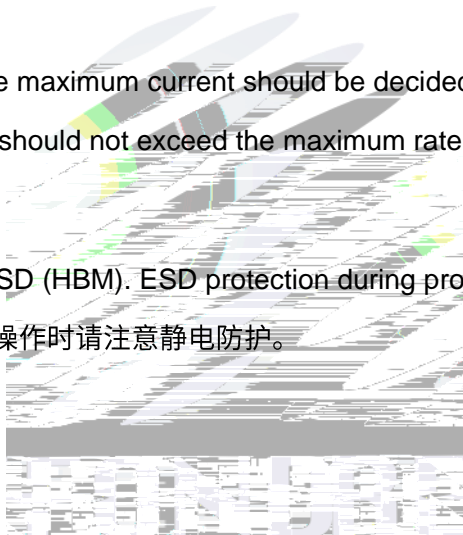 e maximum current should be decided
should not exceed the maximum rate
SD (HBM). ESD protection during pro
操作时请注意静电防护。